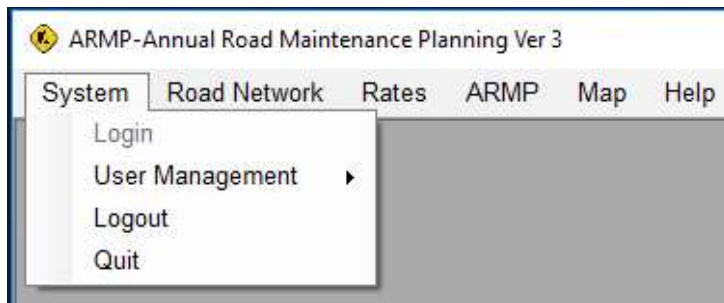 ARMP-Annual Road Maintenance Planning Ver 3
System Road Network Rates ARMP Map Help
Login
User Management
Logout
Quit